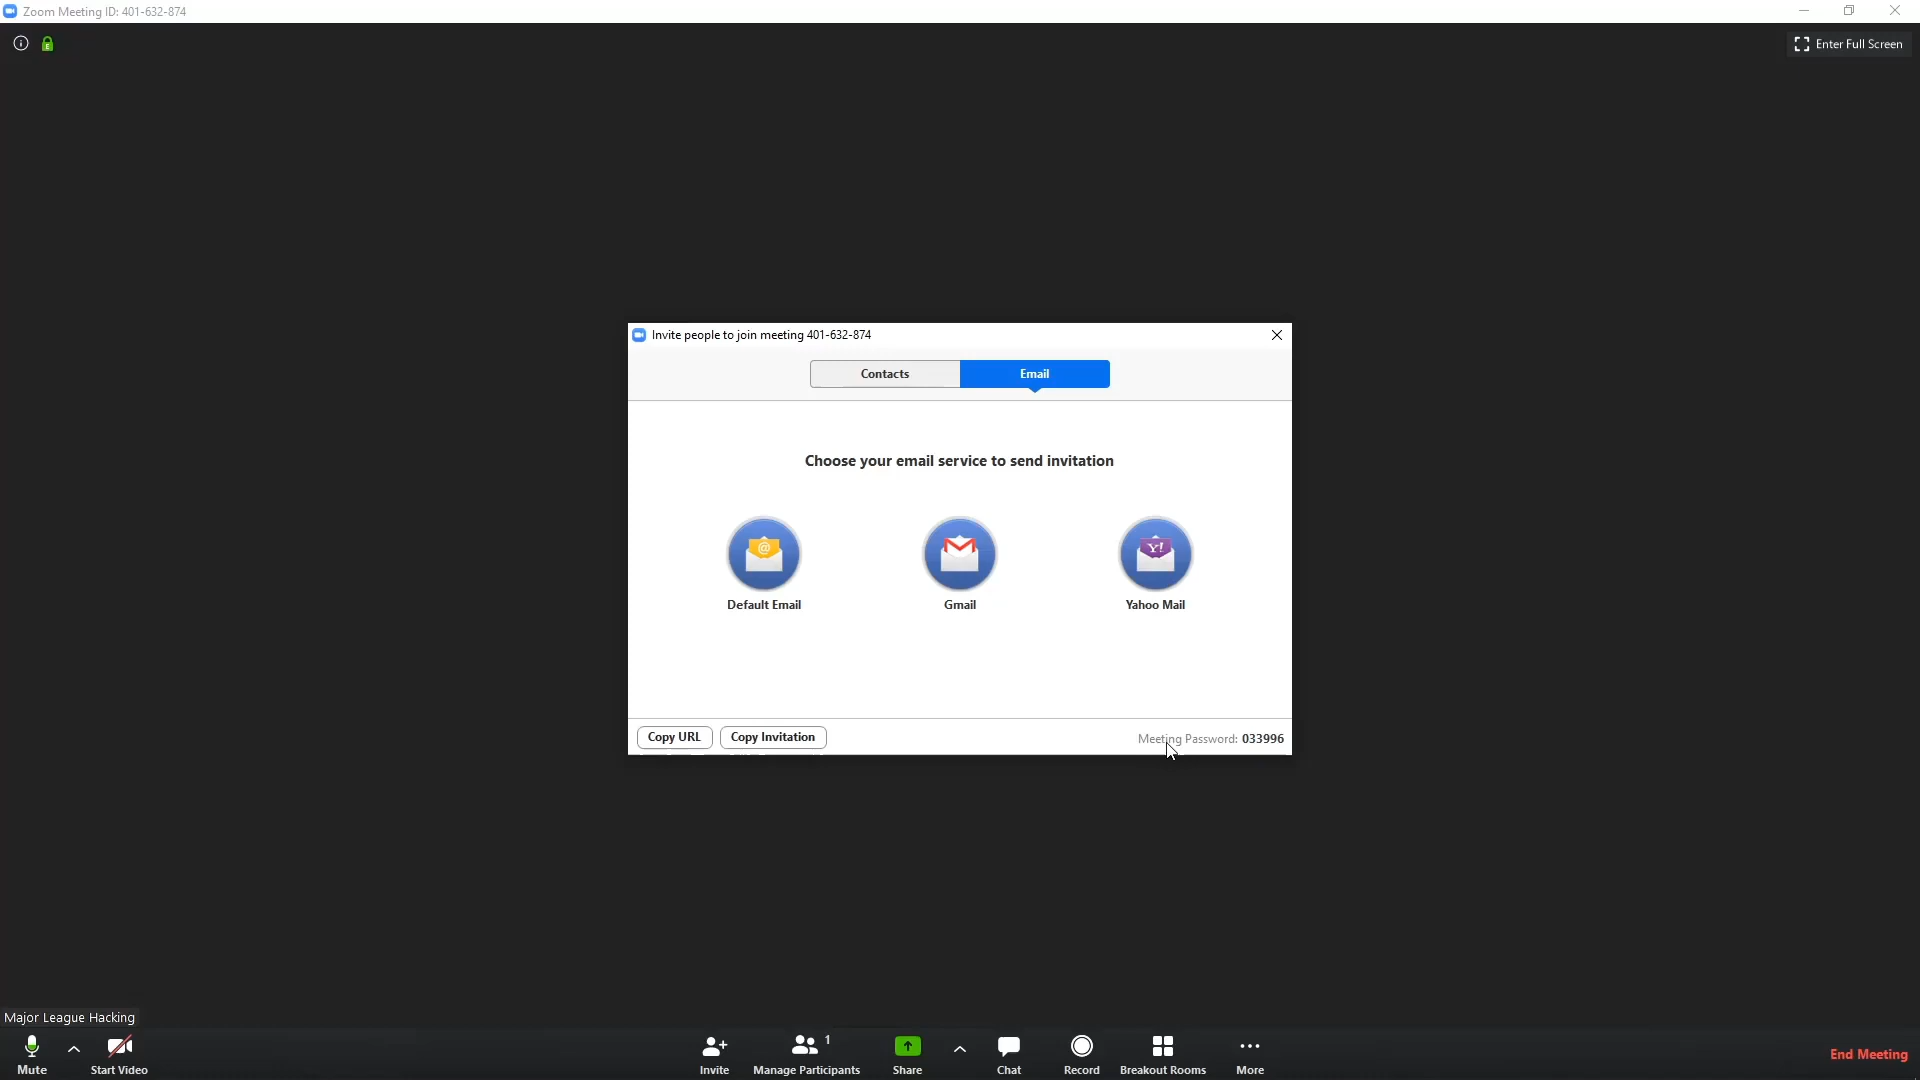 Zoom Meeting ID: 401-632-874
Enter Full Screen
Invite people to join meeting 401-632-874
Contacts
Email
Choose your email service to send invitation
Default Email
Gmail
Yahoo Mail
Copy URL
Copy Invitation
Meeting Password: 033996
Major League Hacking
Mute
Start Video
Invite
1
Manage Participants
Share
Chat
Record
Breakout Rooms
More
End Meeting